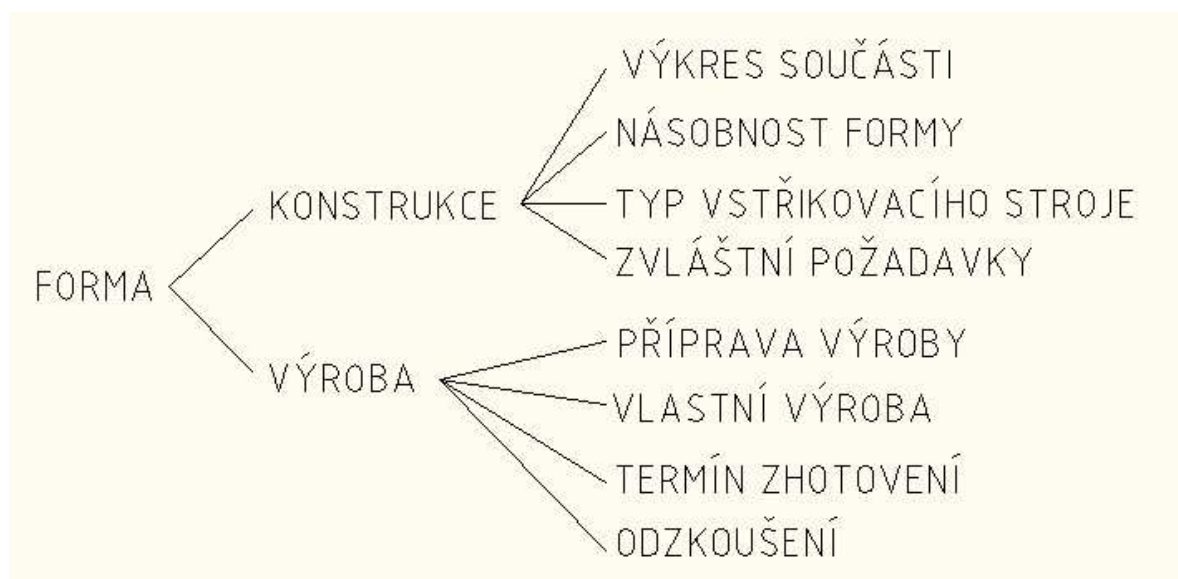 VÝKRES SOUČÁSTI
NÁSOBNOST FORMY
KONSTRUKCE
TYP VSTŘIKOVACÍHO STROJE
ZVLÁŠTNÍ POŽADAVKY
FORMA
PŘÍPRAVA VÝROBY
VÝROBA
VLASTNÍ VÝROBA
TERMÍN ZHOTOVENÍ
ODZKOUŠENÍ